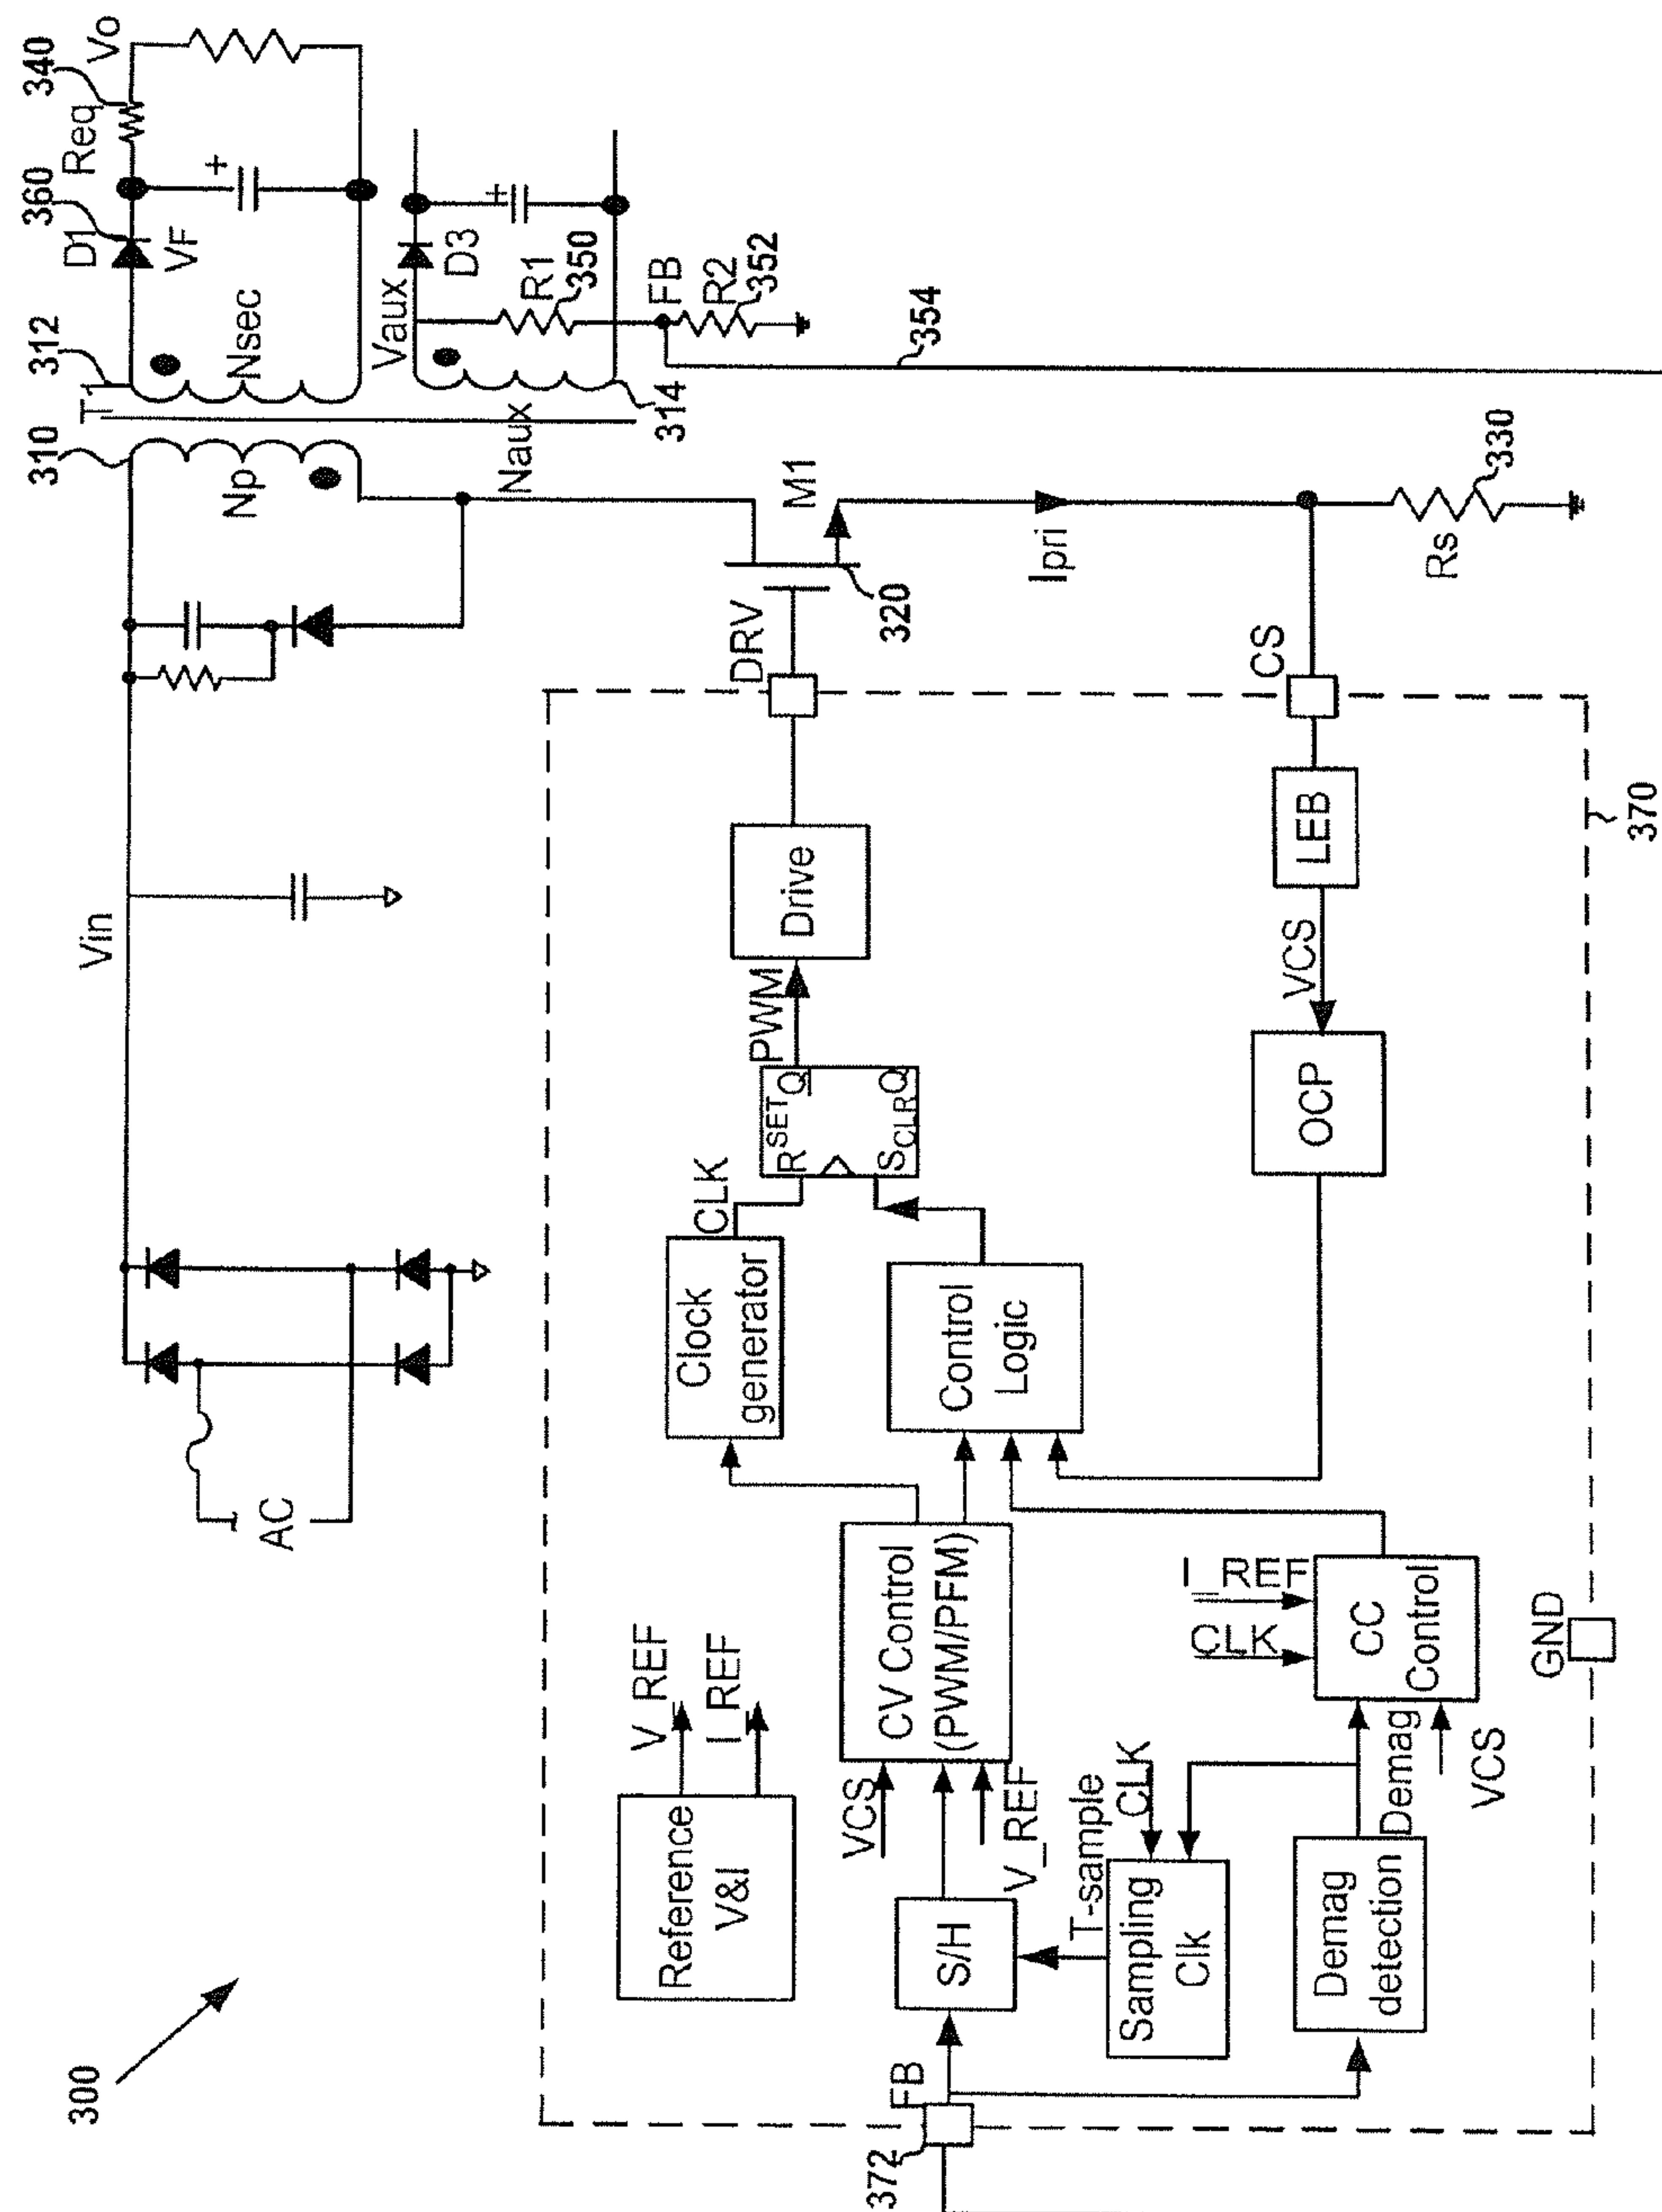 300
AC
Vin
310
T1
312
Np
Nsec
D1
VF
360
Req
340
Vo
Naux
Vaux
314
D3
R1
350
FB
R2
352
354
M1
320
Ipri
Rs
330
DRV
CS
Drive
PWM
R SET Q
S CLR Q
CLK
Clock
generator
Control
Logic
LEB
VCS
OCP
370
Reference
V&I
V_REF
I_REF
CV Control
(PWM/PFM)
VCS
V_REF
S/H
T-sample
CLK
Sampling
Clk
Demag
detection
Demag
CLK
I_REF
CC
Control
VCS
GND
FB
372